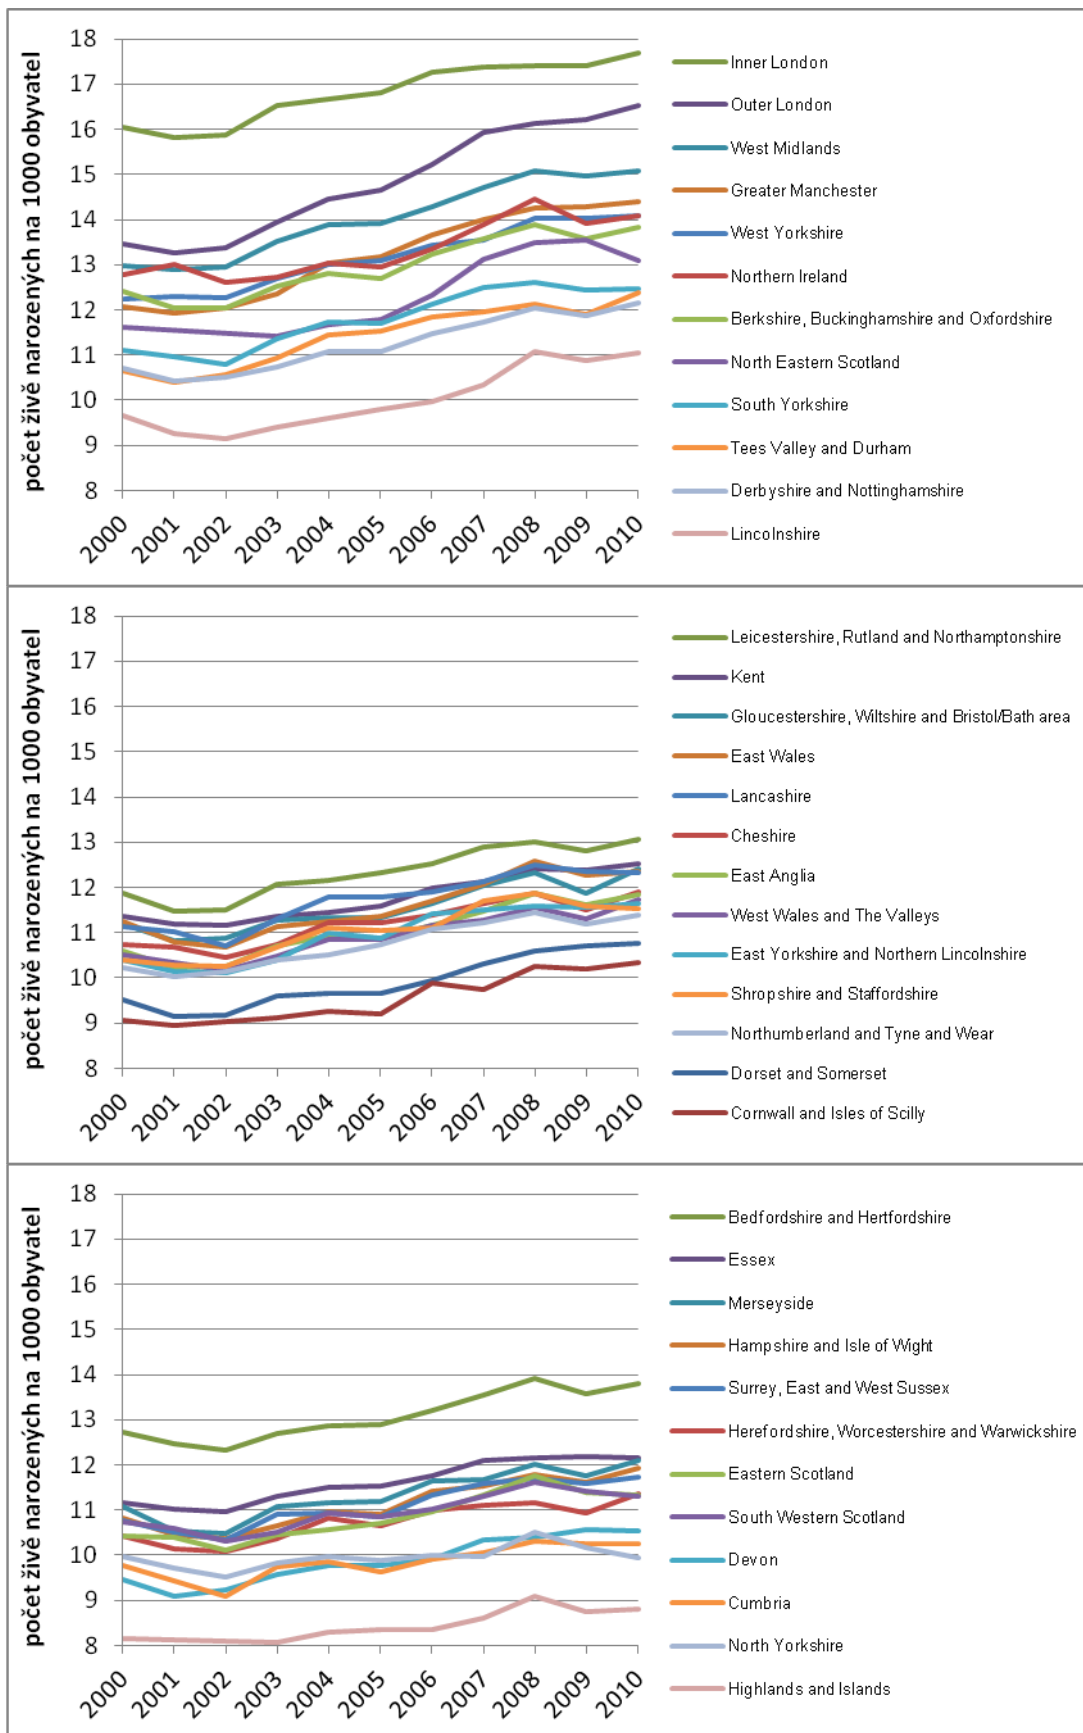 počet živě narozených na 1000 obyvatel
18
17
16
15
14
13
12
11
10
9
8
2000 2001 2002 2003 2004 2005 2006 2007 2008 2009 2010
Inner London
Outer London
West Midlands
Greater Manchester
West Yorkshire
Northern Ireland
Berkshire, Buckinghamshire and Oxfordshire
North Eastern Scotland
South Yorkshire
Tees Valley and Durham
Derbyshire and Nottinghamshire
Lincolnshire
počet živě narozených na 1000 obyvatel
18
17
16
15
14
13
12
11
10
9
8
2000 2001 2002 2003 2004 2005 2006 2007 2008 2009 2010
Leicestershire, Rutland and Northamptonshire
Kent
Gloucestershire, Wiltshire and Bristol/Bath area
East Wales
Lancashire
Cheshire
East Anglia
West Wales and The Valleys
East Yorkshire and Northern Lincolnshire
Shropshire and Staffordshire
Northumberland and Tyne and Wear
Dorset and Somerset
Cornwall and Isles of Scilly
počet živě narozených na 1000 obyvatel
18
17
16
15
14
13
12
11
10
9
8
2000 2001 2002 2003 2004 2005 2006 2007 2008 2009 2010
Bedfordshire and Hertfordshire
Essex
Merseyside
Hampshire and Isle of Wight
Surrey, East and West Sussex
Herefordshire, Worcestershire and Warwickshire
Eastern Scotland
South Western Scotland
Devon
Cumbria
North Yorkshire
Highlands and Islands